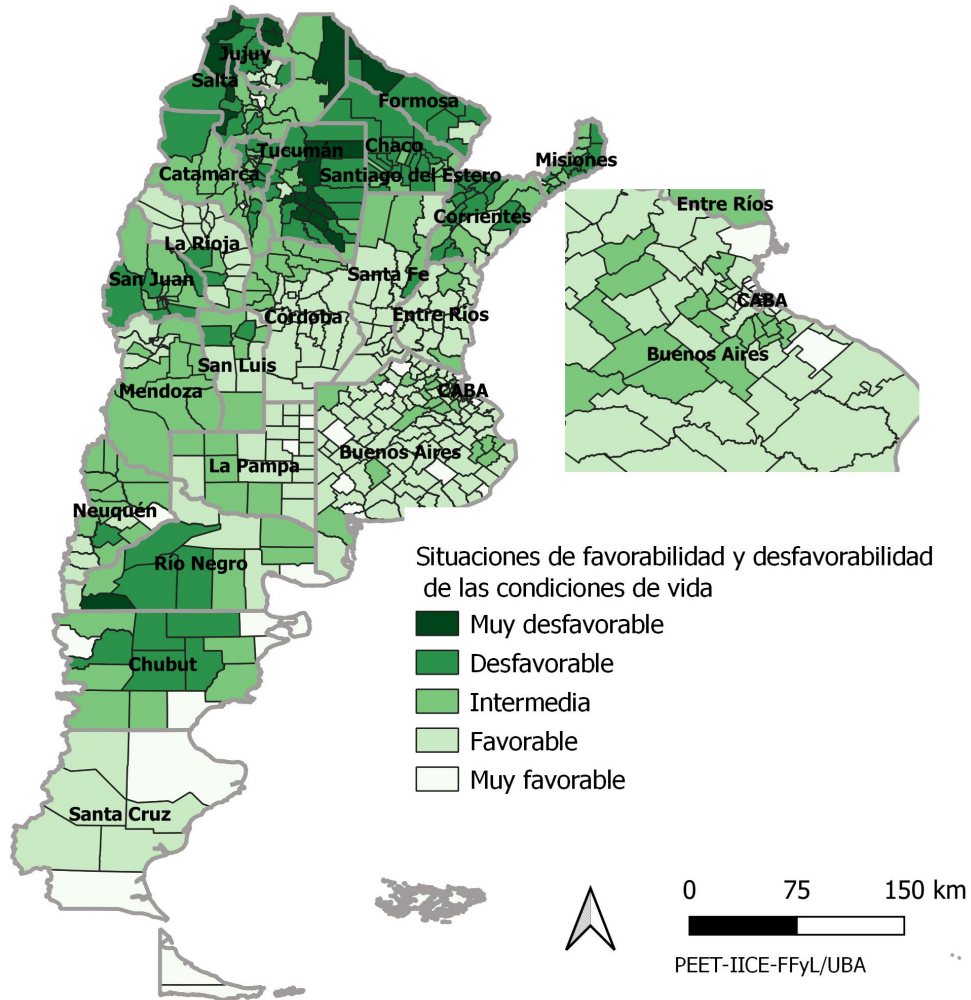 Jujuy
Salta
Formosa
Tucumán
Chaco
Catamarca
Santiago del Estero
Misiones
Corrientes
La Rioja
San Juan
Santa Fe
Córdoba
Entre Ríos
San Luis
Mendoza
CABA
Buenos Aires
La Pampa
Neuquén
Río Negro
Chubut
Santa Cruz
Entre Ríos
CABA
Buenos Aires
Situaciones de favorabilidad y desfavorabilidad
de las condiciones de vida
Muy desfavorable
Desfavorable
Intermedia
Favorable
Muy favorable
0 75 150 km
PEET-IICE-FFyL/UBA